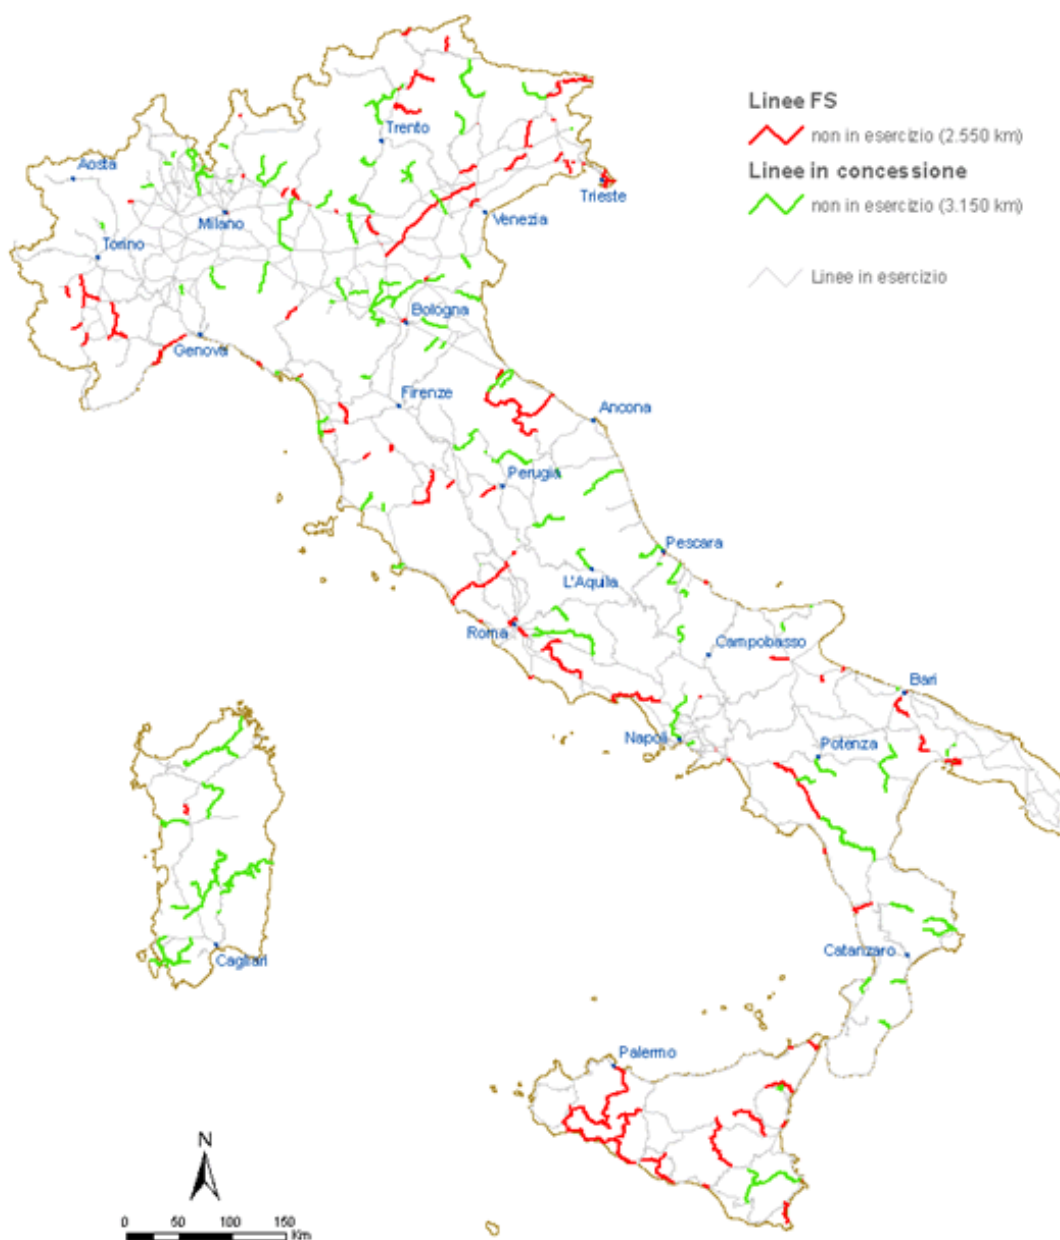 Linee FS
non in esercizio (2.550 km)
Linee in concessione
non in esercizio (3.150 km)
Linee in esercizio
Trento
Aosta
Trieste
Milano
Venezia
Torino
Bologna
Genova
Firenze
Ancona
Perugia
Pescara
L'Aquila
Roma
Campobasso
Bari
Napoli
Potenza
Cagliari
Catanzaro
Palermo
N
0 50 100 150
Km